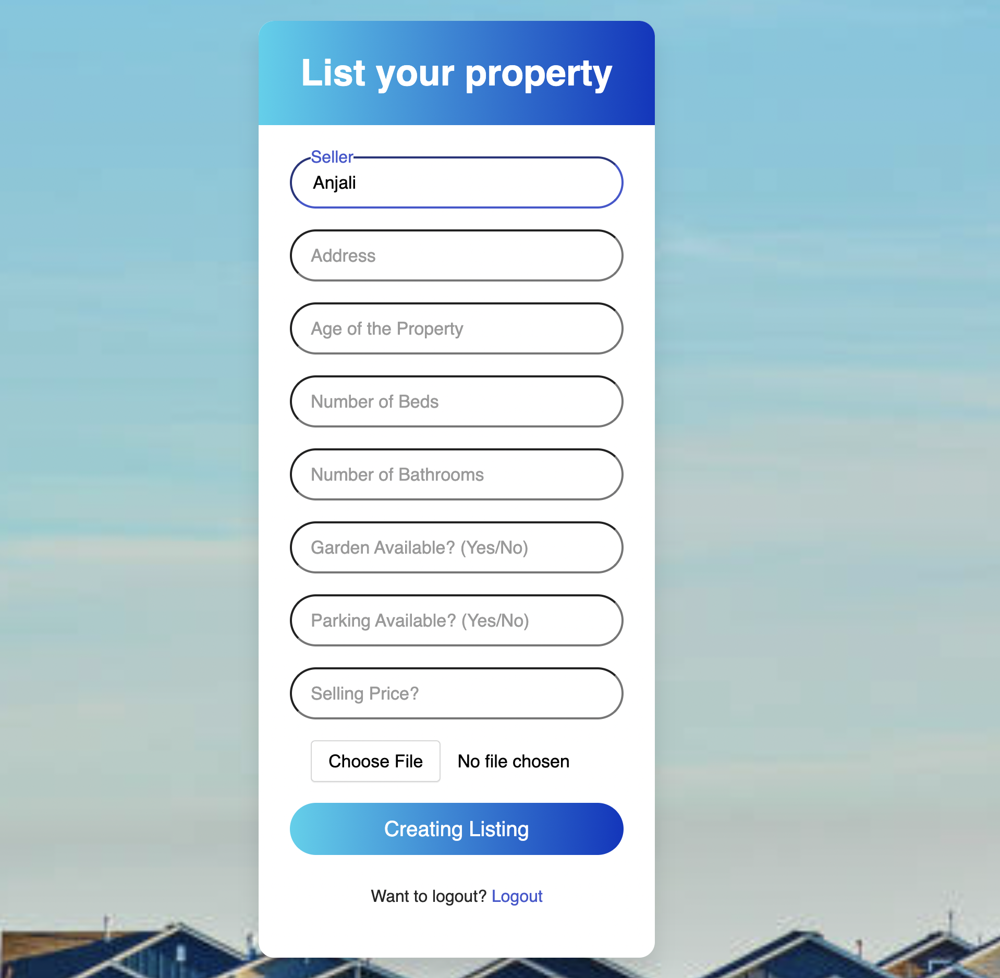 List your property
Seller
Anjali
Address
Age of the Property
Number of Beds
Number of Bathrooms
Garden Available? (Yes/No)
Parking Available? (Yes/No)
Selling Price?
Choose File No file chosen
Creating Listing
Want to logout? Logout